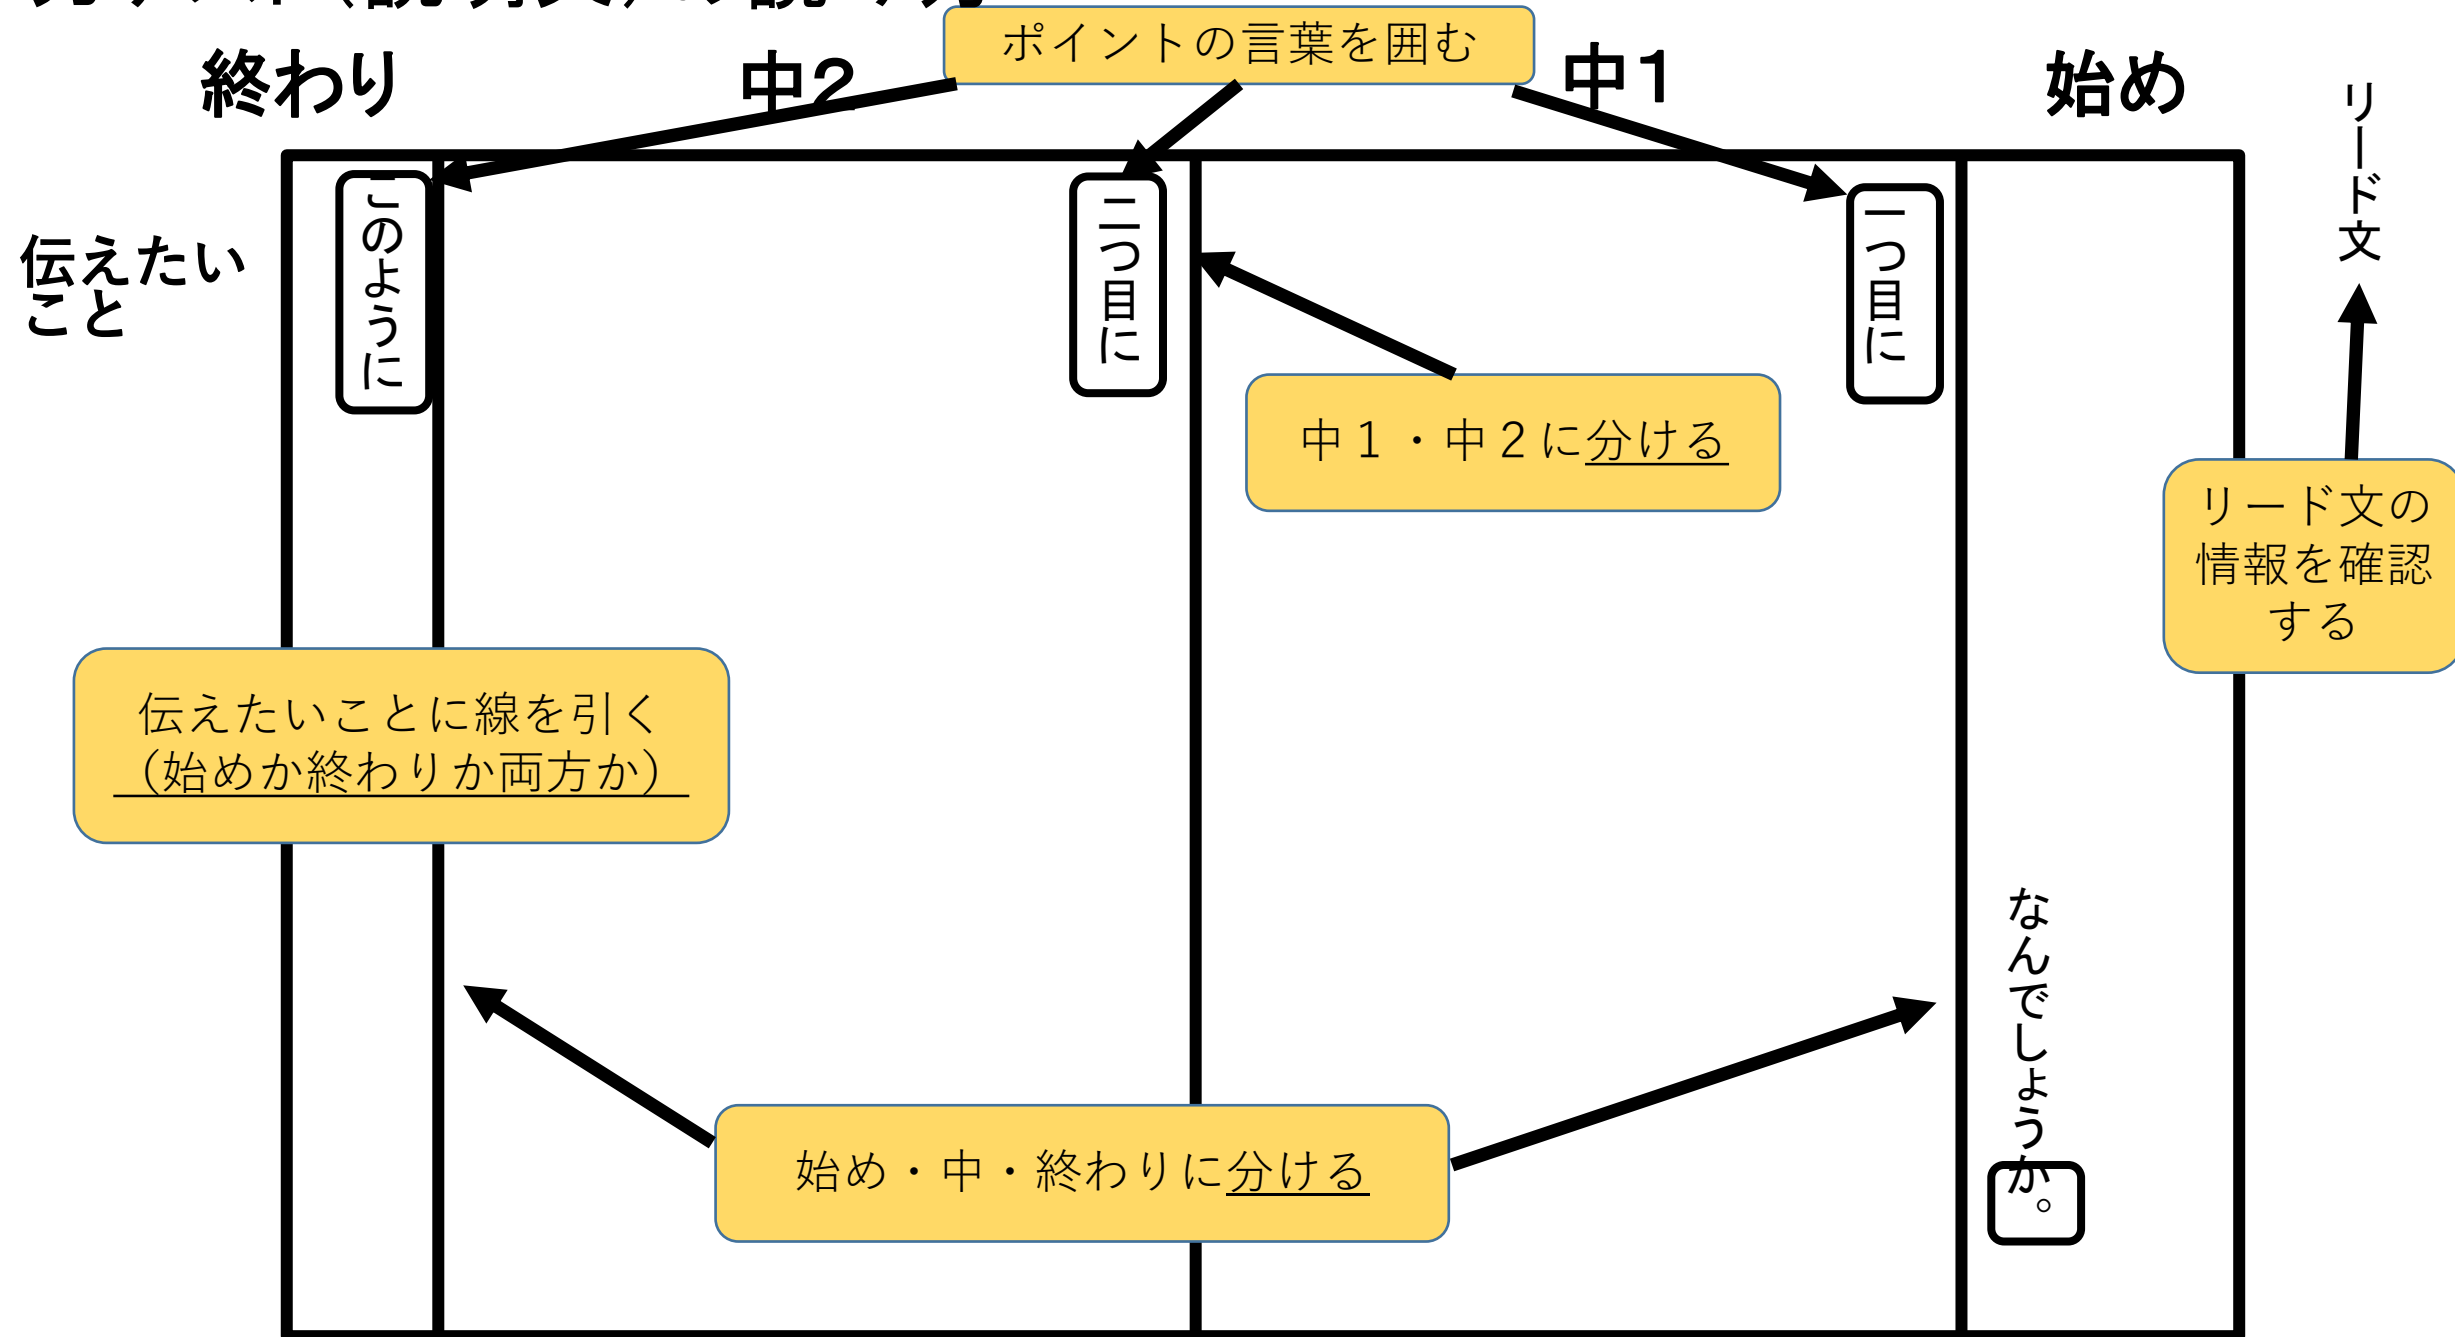 ポイントの言葉を囲む
始め
中1
中2
終わり
リード文
リード文の
情報を確認
する
なんでしょうか。
一つ目に
中１・中２に分ける
二つ目に
このように
伝えたい
こと
伝えたいことに線を引く
（始めか終わりか両方か）
始め・中・終わりに分ける